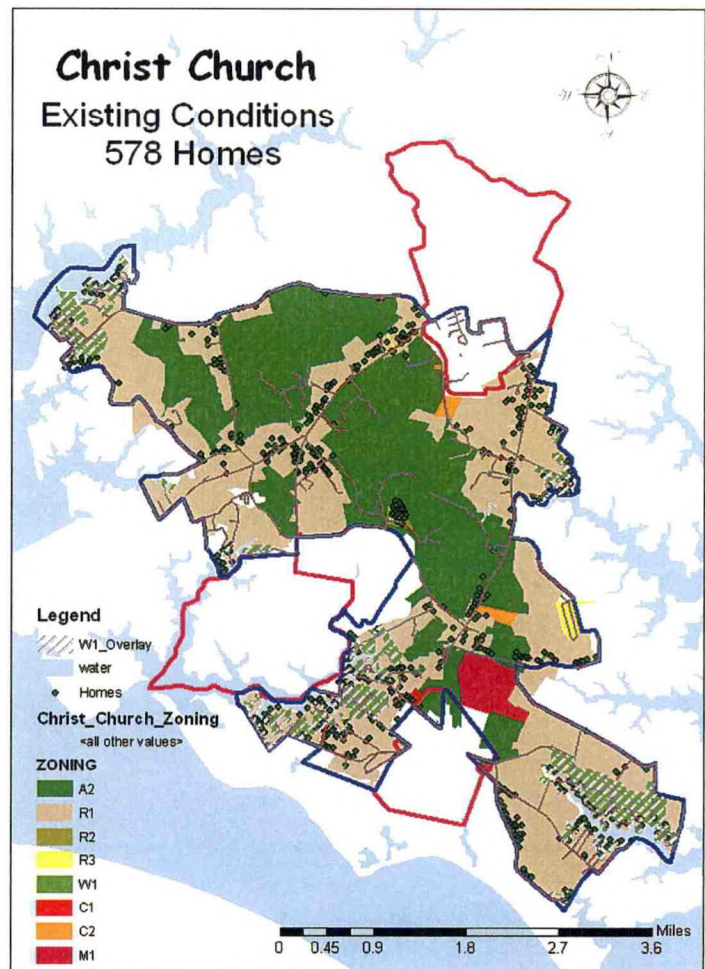 Christ Church
Existing Conditions
578 Homes
N
W E
S
Legend
W1_Overlay
water
Homes
Christ_Church_Zoning
<all other values>
ZONING
A2
R1
R2
R3
W1
C1
C2
M1
Miles
0 0.45 0.9 1.8 2.7 3.6